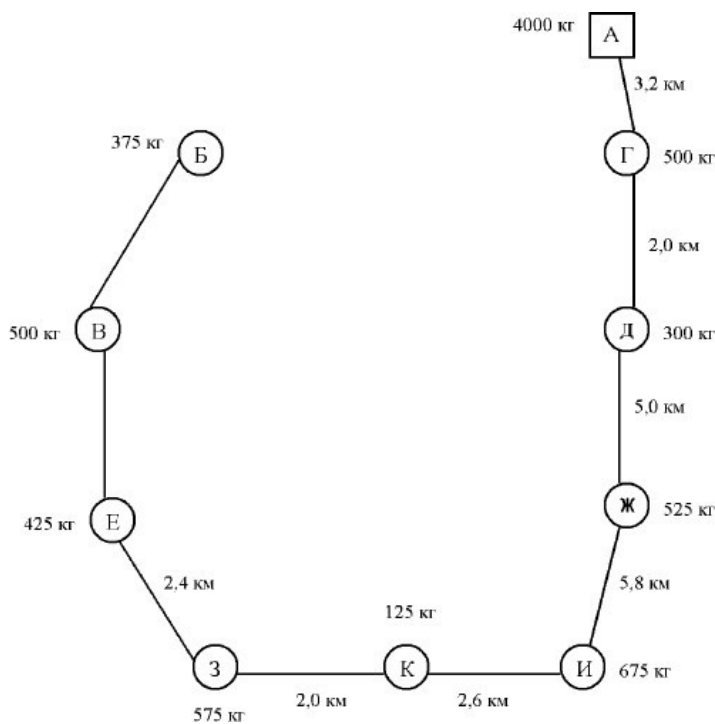 4000 кг
А
3,2 км
375 кг
Б
Г
500 кг
2,0 км
500 кг
В
Д
300 кг
5,0 км
425 кг
Е
Ж
525 кг
2,4 км
5,8 км
125 кг
З
К
И
675 кг
2,0 км
2,6 км
575 кг